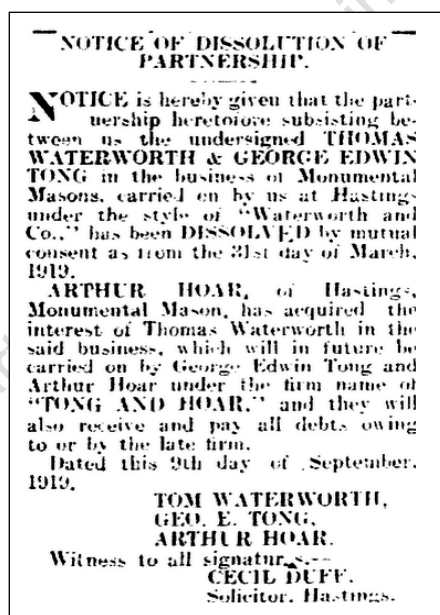 NOTICE OF DISSOLUTION OF
PARTNERSHIP.
NOTICE is hereby given that the part-
nership heretofore subsisting be-
tween us the undersigned THOMAS
WATERWORTH & GEORGE EDWIN
TONG in the business of Monumental
Masons, carried on by us at Hastings
under the style of "Waterworth and
Co.," has been DISSOLVED by mutual
consent as from the 31st day of March,
1919.
ARTHUR HOAR, of Hastings,
Monumental Mason, has acquired the
interest of Thomas Waterworth in the
said business, which will in future be
carried on by George Edwin Tong and
Arthur Hoar under the firm name of
"TONG AND HOAR," and they will
also receive and pay all debts owing
to or by the late firm.
Dated this 9th day of September,
1919.
TOM WATERWORTH,
GEO. E. TONG,
ARTHUR HOAR.
Witness to all signatures.—
CECIL DUFF,
Solicitor, Hastings.